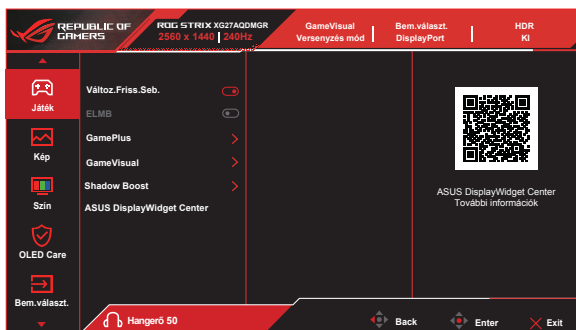 REPUBLIC OF
GAMERS
ROG STRIX XG27AQDMGR
2560 x 1440 240Hz
GameVisual
Versenyzés mód
Bem.választ.
DisplayPort
HDR
KI
Játék
Kép
Szín
OLED Care
Bem.választ.
Változ.Friss.Seb.
ELMB
GamePlus
GameVisual
Shadow Boost
ASUS DisplayWidget Center
ASUS DisplayWidget Center
További információk
Hangerő 50
Back
Enter
Exit